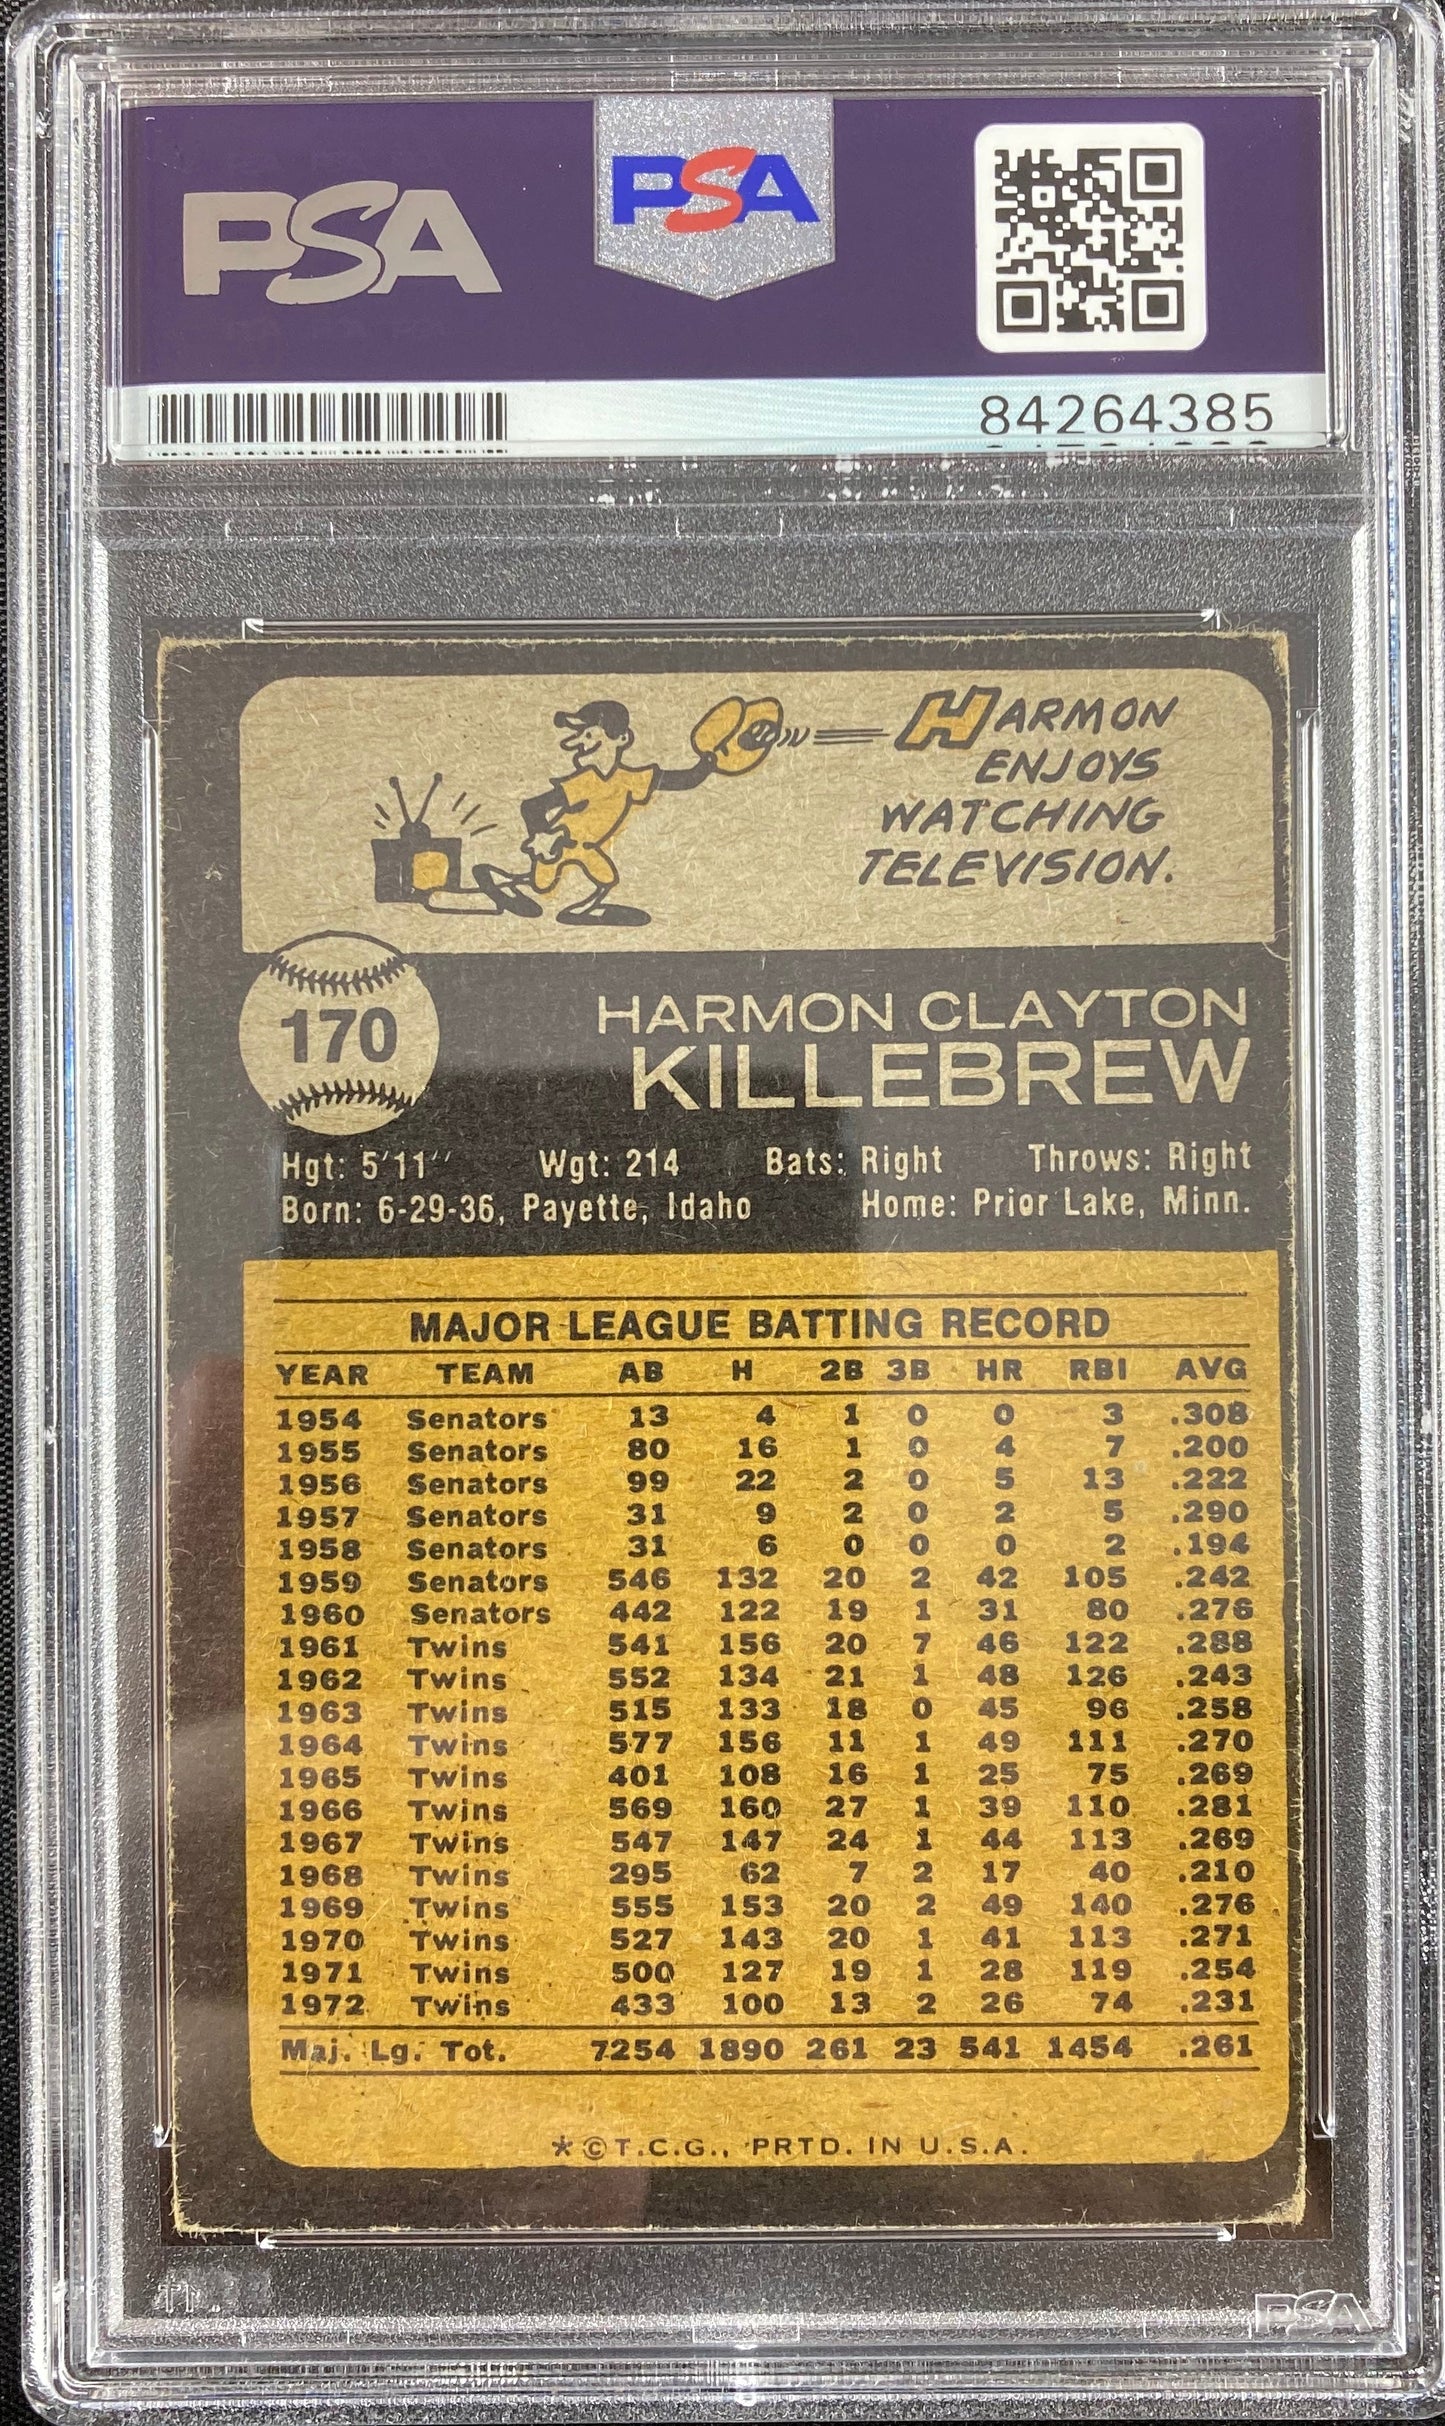 PSA
PSA
84264385
HARMON
ENJOYS
WATCHING
TELEVISION.
170
HARMON CLAYTON
KILLEBREW
Hgt: 5'11" Wgt: 214 Bats: Right Throws: Right
Born: 6-29-36, Payette, Idaho Home: Prior Lake, Minn.
MAJOR LEAGUE BATTING RECORD
YEAR TEAM AB H 2B 3B HR RBI AVG
1954 Senators 13 4 1 0 0 3 .308
1955 Senators 80 16 1 0 4 7 .200
1956 Senators 99 22 2 0 5 13 .222
1957 Senators 31 9 2 0 2 5 .290
1958 Senators 31 6 0 0 0 2 .194
1959 Senators 546 132 20 2 42 105 .242
1960 Senators 442 122 19 1 31 80 .276
1961 Twins 541 156 20 7 46 122 .288
1962 Twins 552 134 21 1 48 126 .243
1963 Twins 515 133 18 0 45 96 .258
1964 Twins 577 156 11 1 49 111 .270
1965 Twins 401 108 16 1 25 75 .269
1966 Twins 569 160 27 1 39 110 .281
1967 Twins 547 147 24 1 44 113 .269
1968 Twins 295 62 7 2 17 40 .210
1969 Twins 555 153 20 2 49 140 .276
1970 Twins 527 143 20 1 41 113 .271
1971 Twins 500 127 19 1 28 119 .254
1972 Twins 433 100 13 2 26 74 .231
Maj. Lg. Tot. 7254 1890 261 23 541 1454 .261
*©T.C.G., PRTD. IN U.S.A.
PSA